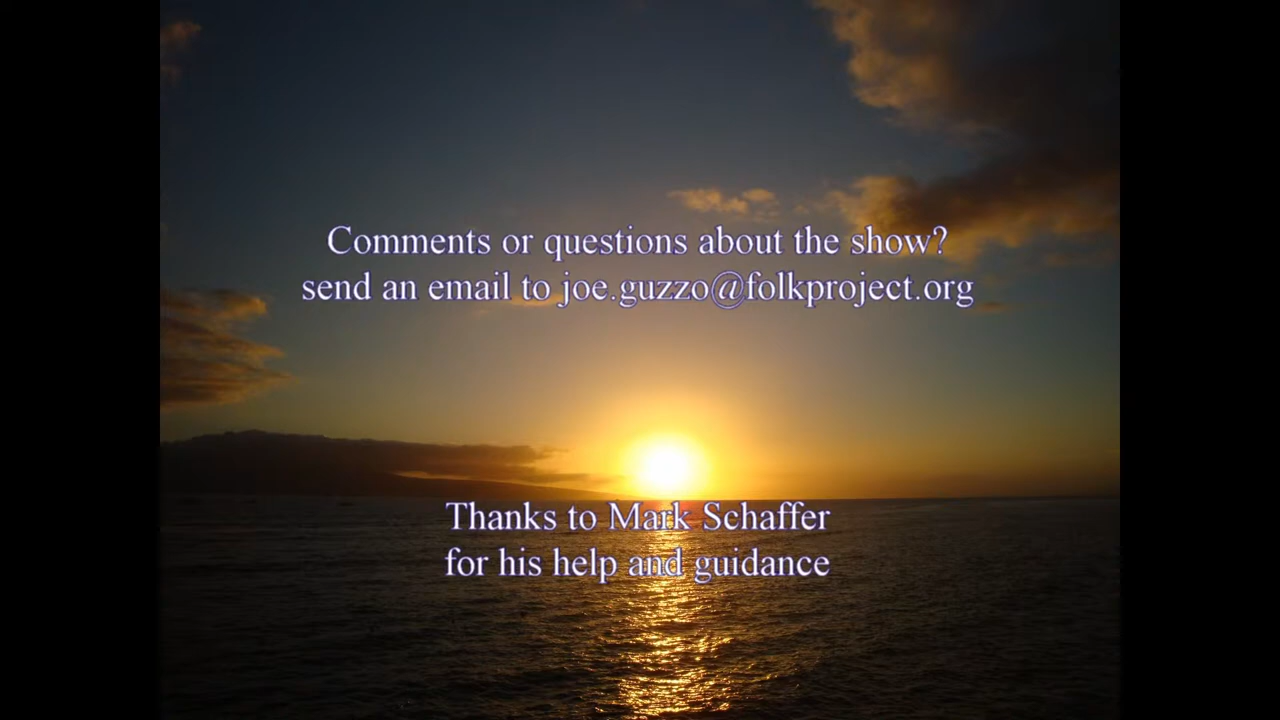 Comments or questions about the show?
send an email to joe.guzzo@folkproject.org
Thanks to Mark Schaffer
for his help and guidance